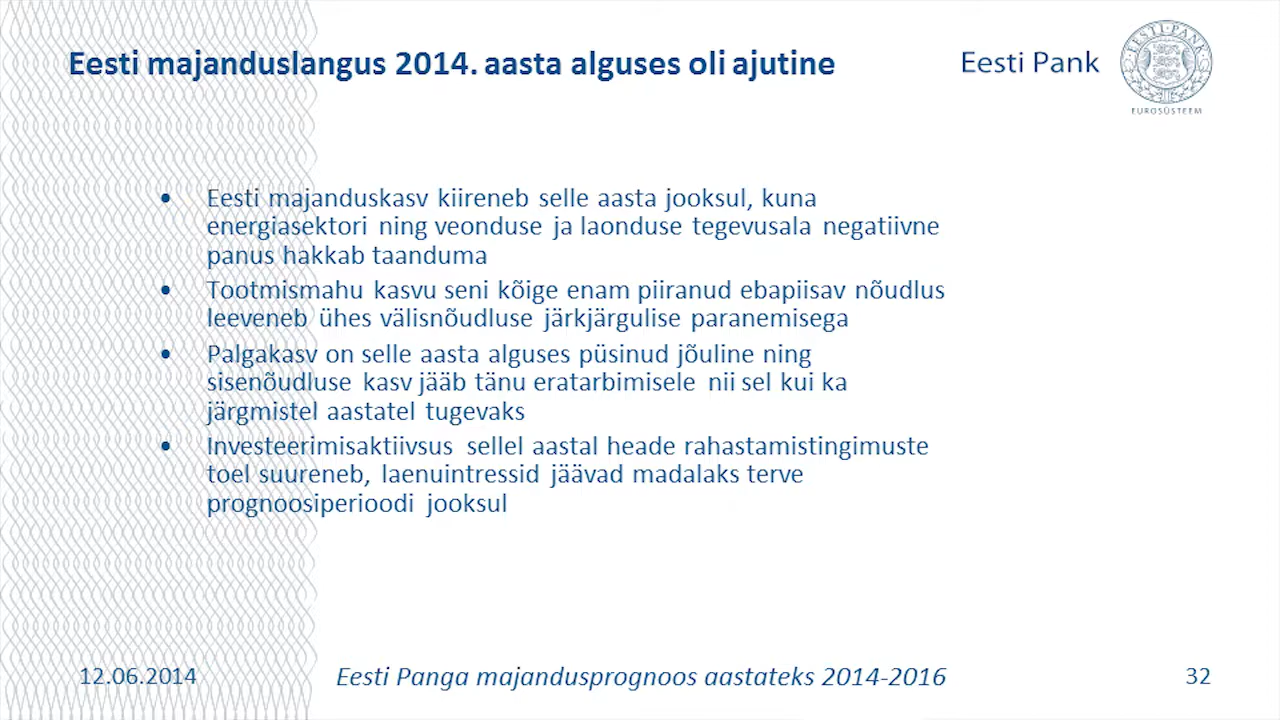 Eesti majanduslangus 2014. aasta alguses oli ajutine
Eesti Pank
EESTI PANK
EUROSÜSTEEM
• Eesti majanduskasv kiireneb selle aasta jooksul, kuna
energiasektori ning veonduse ja laonduse tegevusala negatiivne
panus hakkab taanduma
• Tootmismahu kasvu seni kõige enam piiranud ebapiisav nõudlus
leeveneb ühes välisnõudluse järkjärgulise paranemisega
• Palgakasv on selle aasta alguses püsinud jõuline ning
sisenõudluse kasv jääb tänu eratarbimisele nii sel kui ka
järgmistel aastatel tugevaks
• Investeerimisaktiivsus sellel aastal heade rahastamistingimuste
toel suureneb, laenuintressid jäävad madalaks terve
prognoosiperioodi jooksul
12.06.2014
Eesti Panga majandusprognoos aastateks 2014-2016
32